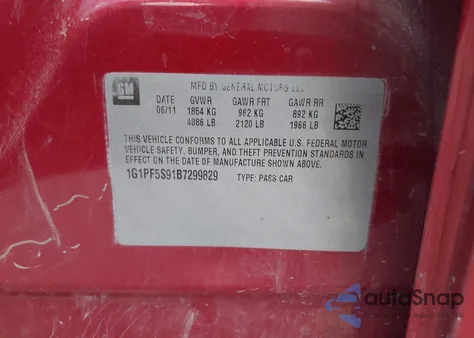 GM
MFD BY GENERAL MOTORS LLC
DATE GVWR GAWR FRT GAWR RR
06/11 1854 KG 962 KG 892 KG
4086 LB 2120 LB 1966 LB
THIS VEHICLE CONFORMS TO ALL APPLICABLE U.S. FEDERAL MOTOR
VEHICLE SAFETY, BUMPER, AND THEFT PREVENTION STANDARDS IN
EFFECT ON THE DATE OF MANUFACTURE SHOWN ABOVE.
1G1PF5S91B7299829 TYPE: PASS CAR
autoSnap